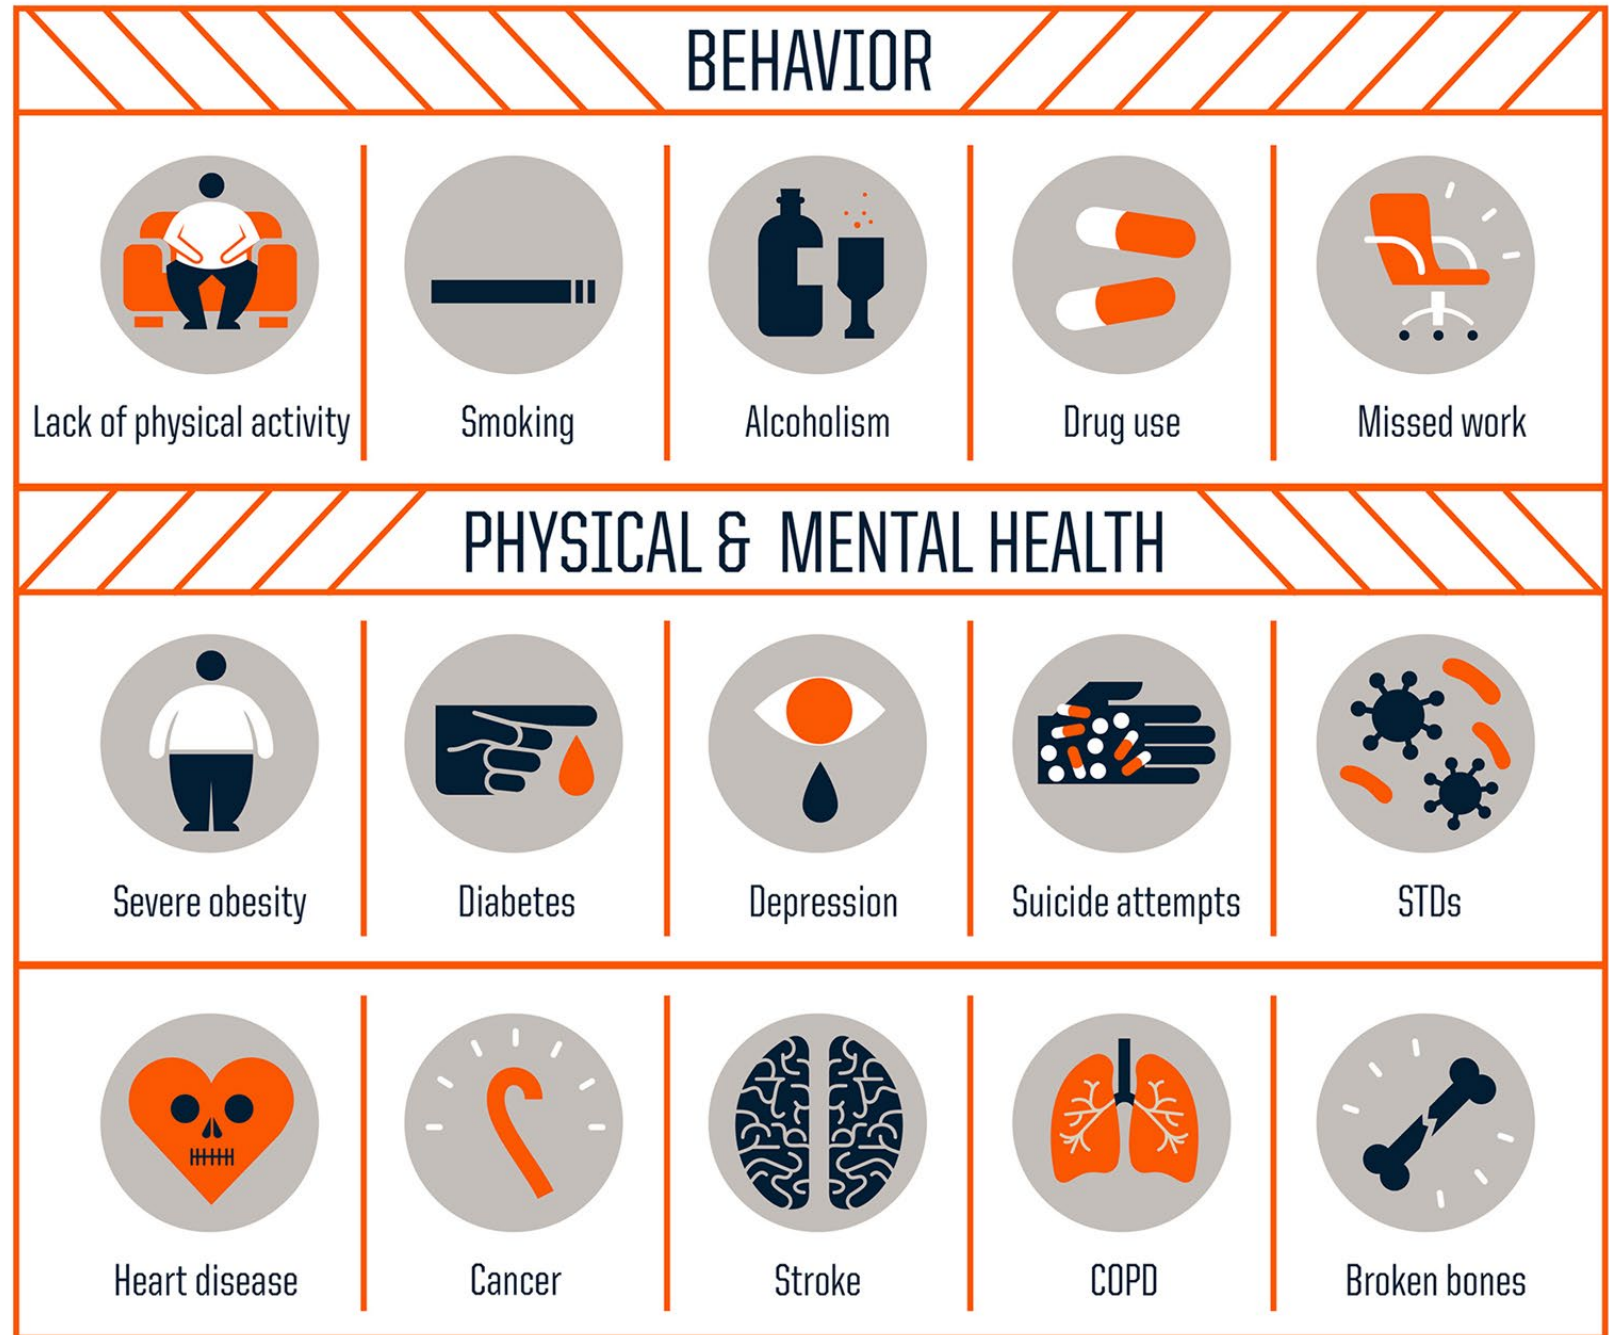 BEHAVIOR
Lack of physical activity
Smoking
Alcoholism
Drug use
Missed work
PHYSICAL & MENTAL HEALTH
Severe obesity
Diabetes
Depression
Suicide attempts
STDs
Heart disease
Cancer
Stroke
COPD
Broken bones